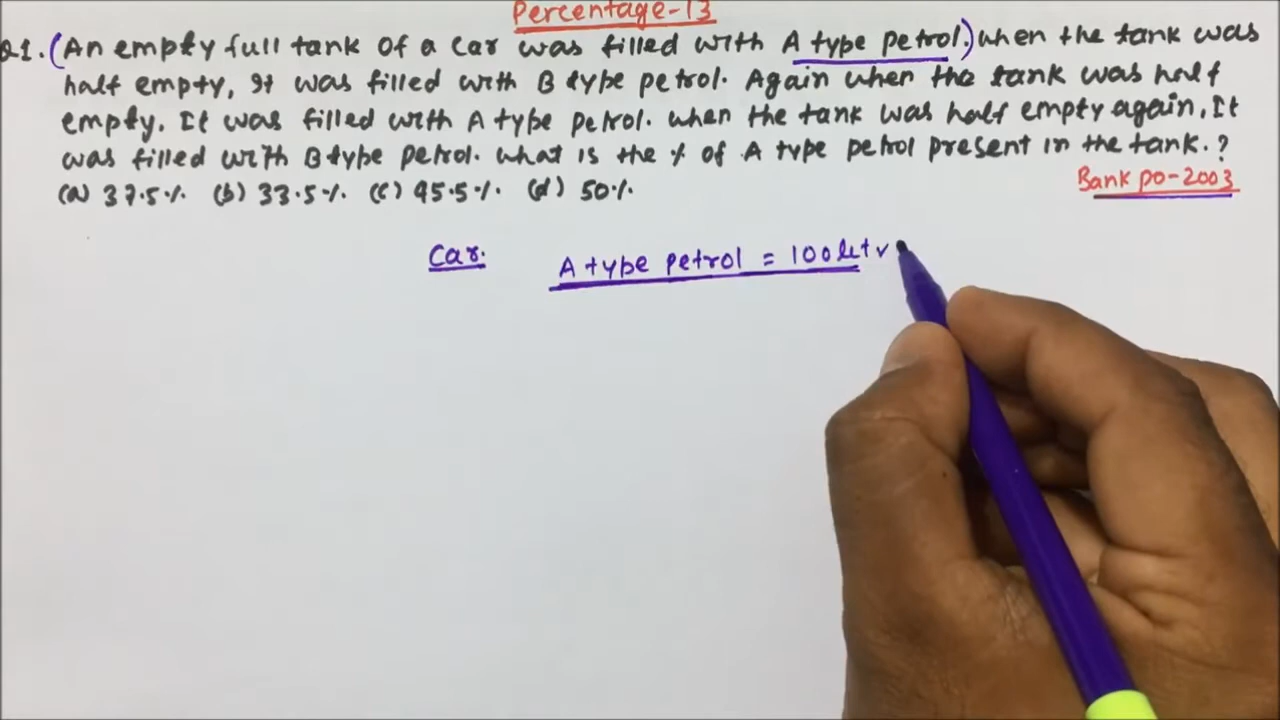 Percentage-13
Q1. (An empty full tank of a car was filled with A type petrol.) when the tank was
half empty, It was filled with B type petrol. Again when the tank was half
empty. It was filled with A type petrol. when the tank was half empty again, It
was filled with B type petrol. what is the % of A type petrol present in the tank.?
(a) 37.5% (b) 33.5% (c) 45.5% (d) 50%
Bank po-2003
Car. A type petrol = 100 letr